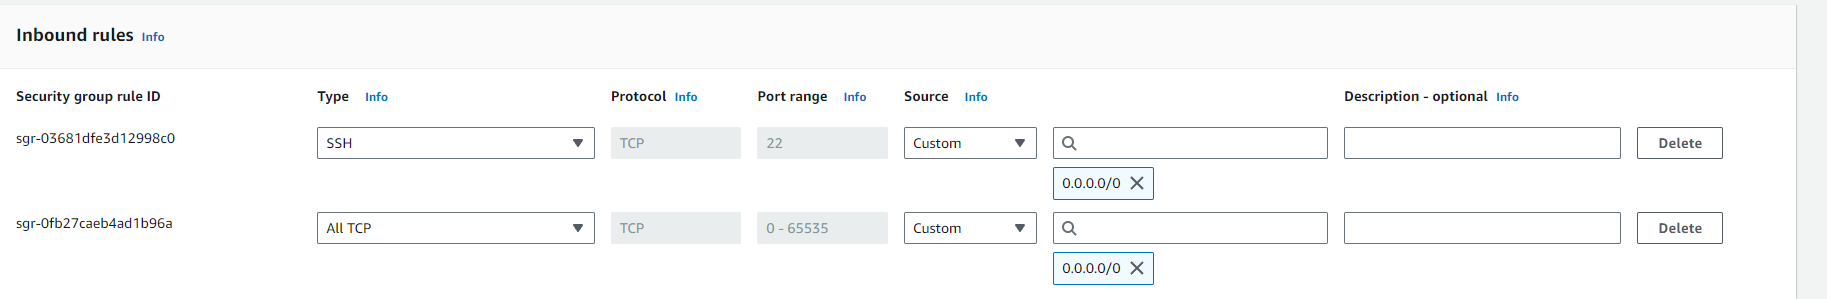 Inbound rules Info
Security group rule ID Type Info Protocol Info Port range Info Source Info Description - optional Info
sgr-03681dfe3d12998c0 SSH TCP 22 Custom Delete
0.0.0.0/0
sgr-0fb27caeb4ad1b96a All TCP TCP 0 - 65535 Custom Delete
0.0.0.0/0